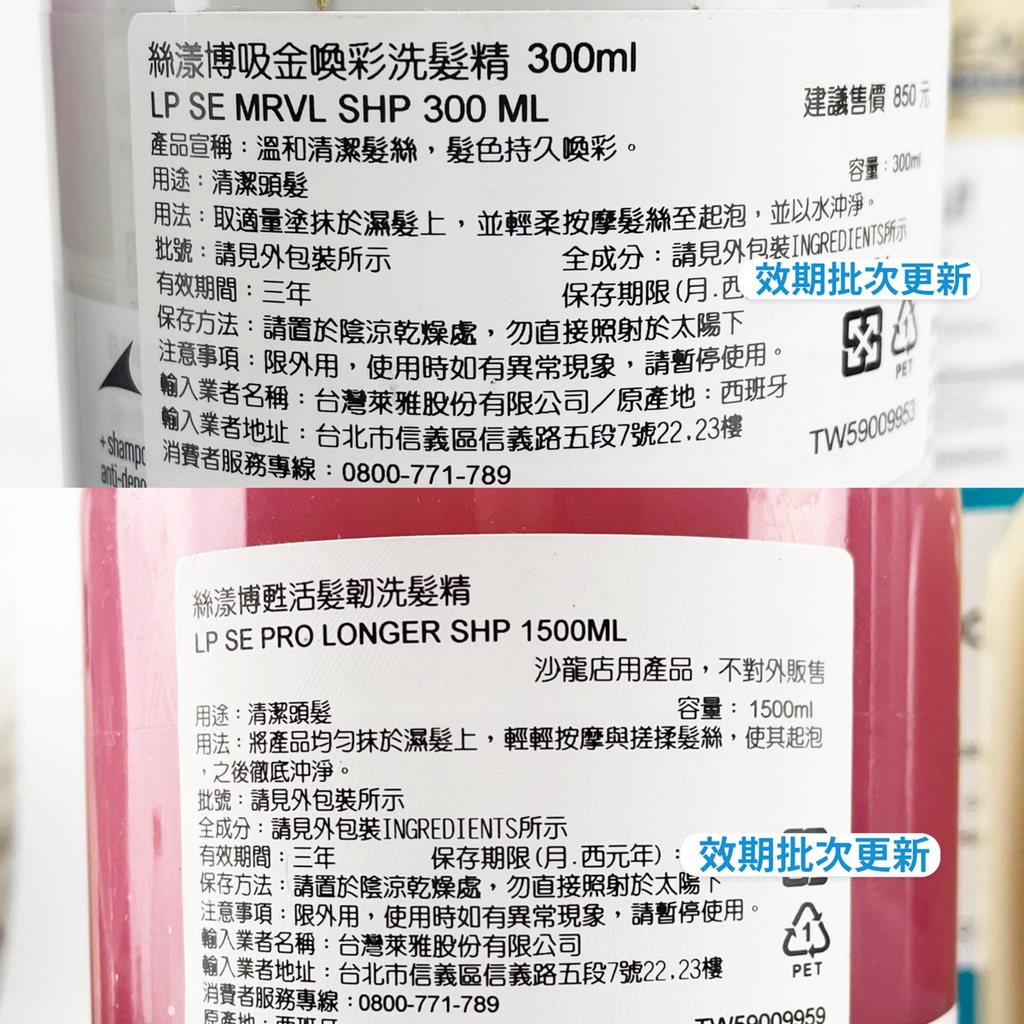 絲漾博吸金喚彩洗髮精 300ml
LP SE MRVL SHP 300 ML
建議售價 850元
產品宣稱：溫和清潔髮絲，髮色持久喚彩。
容量：300ml
用途：清潔頭髮
用法：取適量塗抹於濕髮上，並輕柔按摩髮絲至起泡，並以水沖淨。
批號：請見外包裝所示 全成分：請見外包裝INGREDIENTS所示
有效期間：三年 保存期限(月.西
效期批次更新
保存方法：請置於陰涼乾燥處，勿直接照射於太陽下
注意事項：限外用，使用時如有異常現象，請暫停使用。
輸入業者名稱：台灣萊雅股份有限公司／原產地：西班牙
輸入業者地址：台北市信義區信義路五段7號22.23樓
消費者服務專線：0800-771-789
1
PET
TW59009953
+shampo
anti-depo
絲漾博甦活髮韌洗髮精
LP SE PRO LONGER SHP 1500ML
沙龍店用產品，不對外販售
用途：清潔頭髮 容量：1500ml
用法：將產品均勻抹於濕髮上，輕輕按摩與搓揉髮絲，使其起泡
，之後徹底沖淨。
批號：請見外包裝所示
全成分：請見外包裝INGREDIENTS所示
有效期間：三年 保存期限(月.西元年)：
效期批次更新
保存方法：請置於陰涼乾燥處，勿直接照射於太陽下
注意事項：限外用，使用時如有異常現象，請暫停使用。
輸入業者名稱：台灣萊雅股份有限公司
輸入業者地址：台北市信義區信義路五段7號22.23樓
消費者服務專線：0800-771-789
原產地：西班牙
1
PET
TW59009959